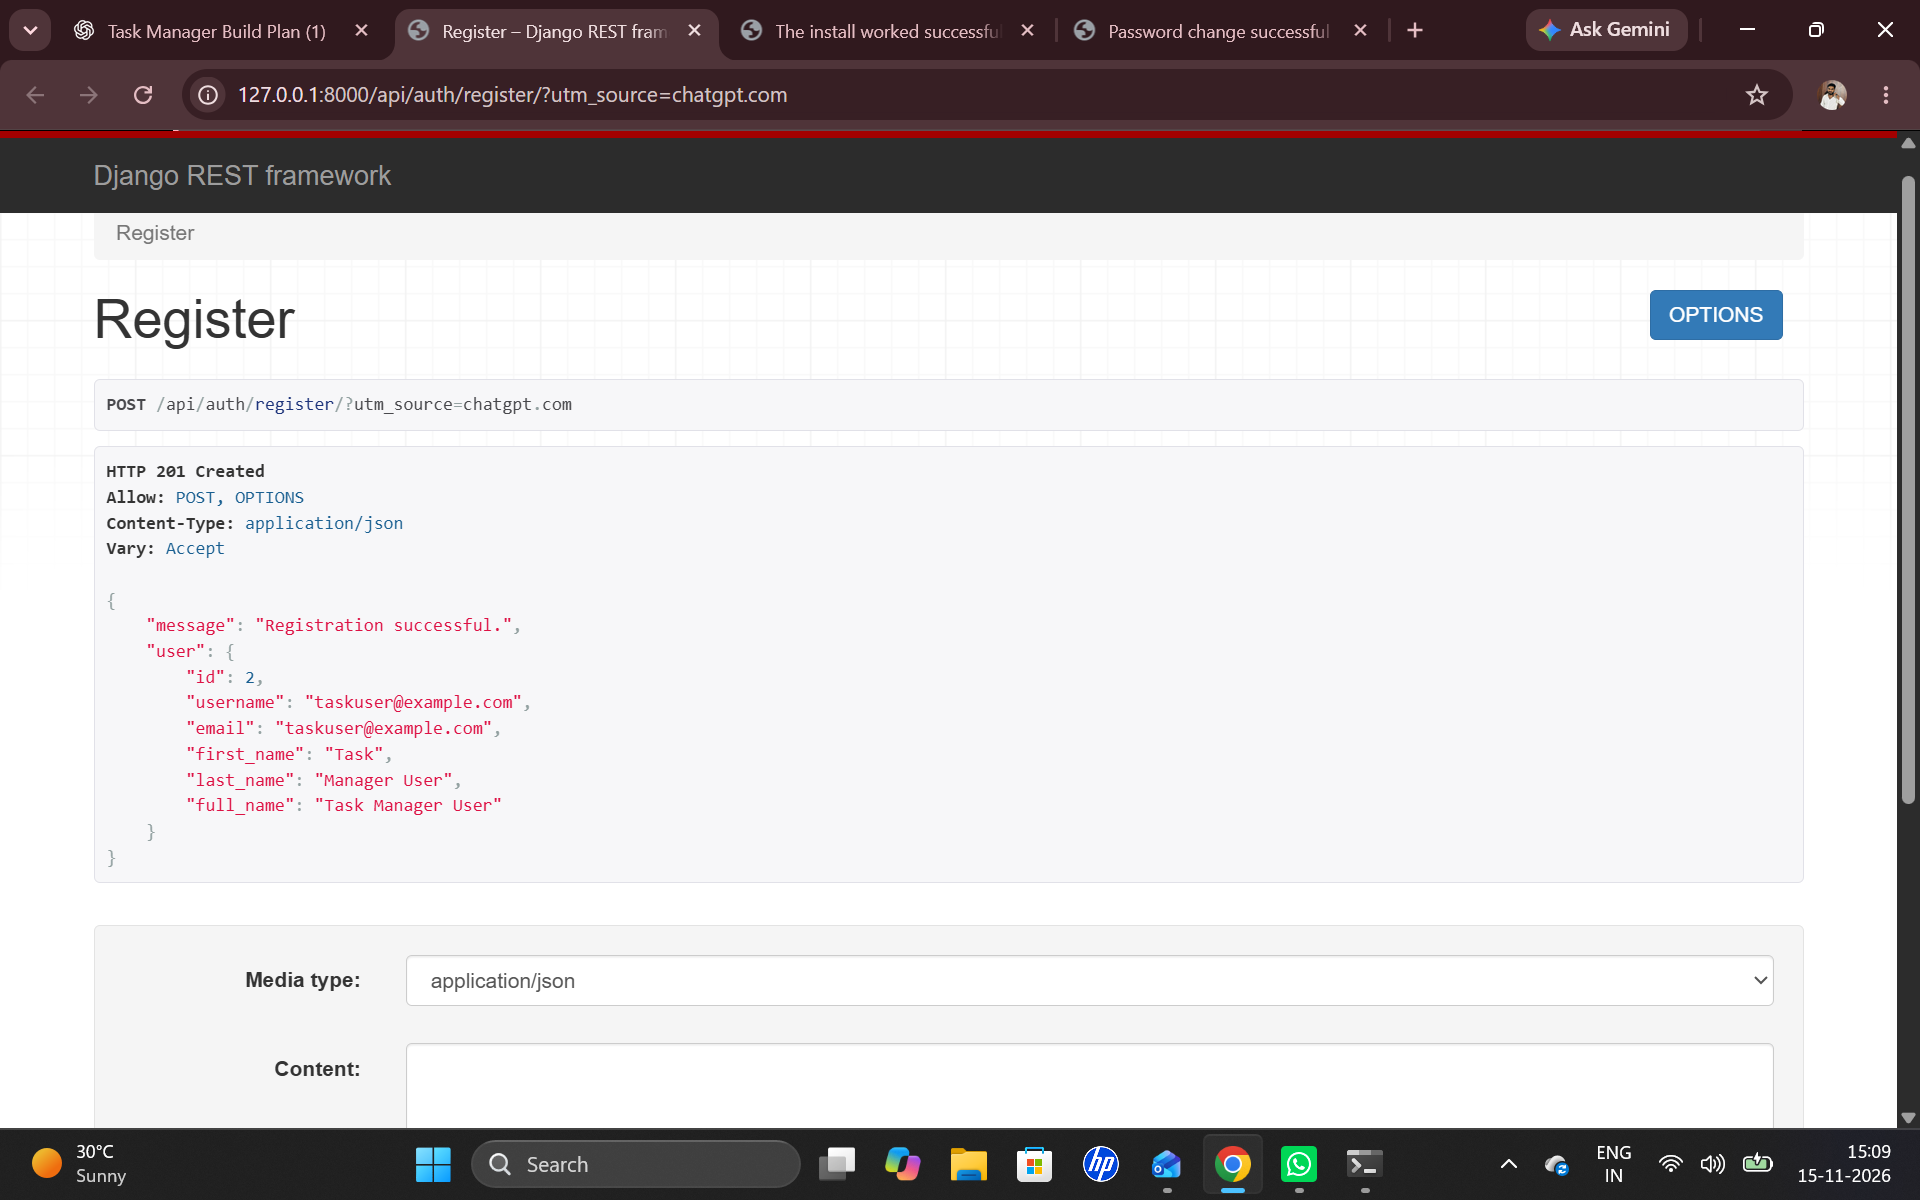 Task Manager Build Plan (1)
Register – Django REST fram
The install worked successfu
Password change successful
Ask Gemini
127.0.0.1:8000/api/auth/register/?utm_source=chatgpt.com
Django REST framework
Register
Register
OPTIONS
POST /api/auth/register/?utm_source=chatgpt.com
HTTP 201 Created
Allow: POST, OPTIONS
Content-Type: application/json
Vary: Accept
{
    "message": "Registration successful.",
    "user": {
        "id": 2,
        "username": "taskuser@example.com",
        "email": "taskuser@example.com",
        "first_name": "Task",
        "last_name": "Manager User",
        "full_name": "Task Manager User"
    }
}
Media type:
application/json
Content:
30°C
Sunny
Search
hp
ENG
IN
15:09
15-11-2026